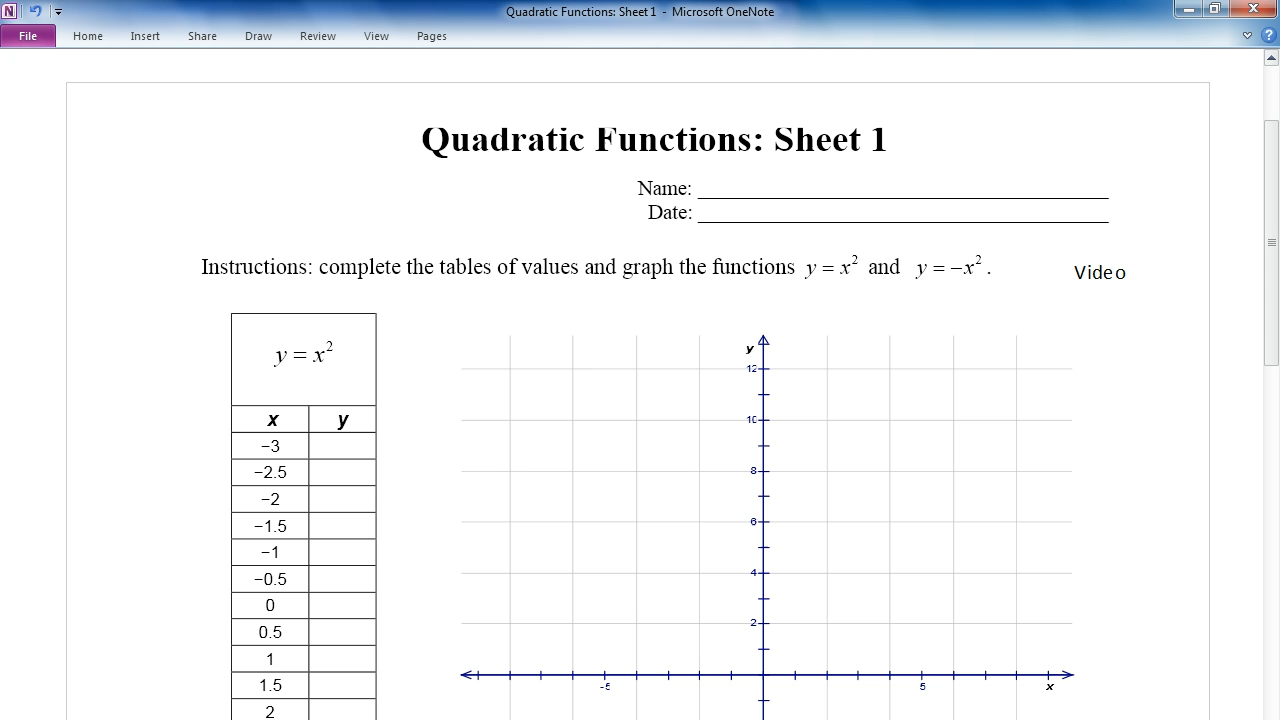 Quadratic Functions: Sheet 1 - Microsoft OneNote
File Home Insert Share Draw Review View Pages
Quadratic Functions: Sheet 1
Name:
Date:
Instructions: complete the tables of values and graph the functions y = x² and y = −x².
Video
y = x²
x y
−3
−2.5
−2
−1.5
−1
−0.5
0
0.5
1
1.5
2
y
12
10
8
6
4
2
-5 5 x